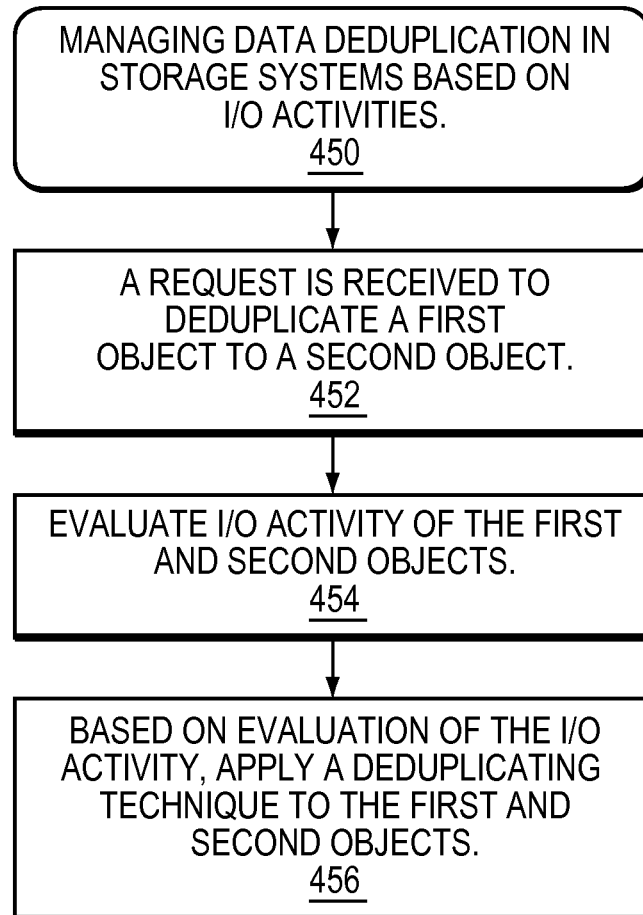 MANAGING DATA DEDUPLICATION IN
STORAGE SYSTEMS BASED ON
I/O ACTIVITIES.
450
A REQUEST IS RECEIVED TO
DEDUPLICATE A FIRST
OBJECT TO A SECOND OBJECT.
452
EVALUATE I/O ACTIVITY OF THE FIRST
AND SECOND OBJECTS.
454
BASED ON EVALUATION OF THE I/O
ACTIVITY, APPLY A DEDUPLICATING
TECHNIQUE TO THE FIRST AND
SECOND OBJECTS.
456